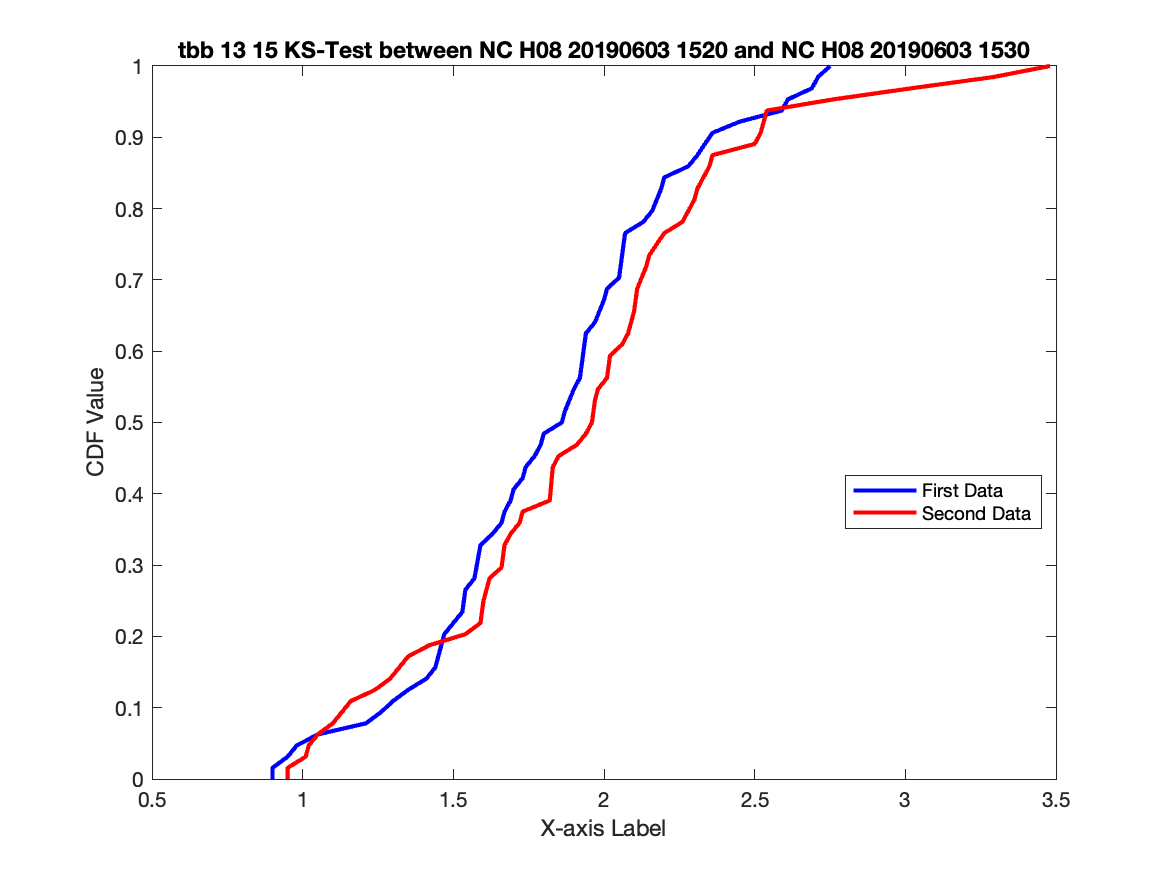 tbb 13 15 KS-Test between NC H08 20190603 1520 and NC H08 20190603 1530
1
0.9
0.8
0.7
0.6
0.5
0.4
0.3
0.2
0.1
0
CDF Value
First Data
Second Data
0.5 1 1.5 2 2.5 3 3.5
X-axis Label